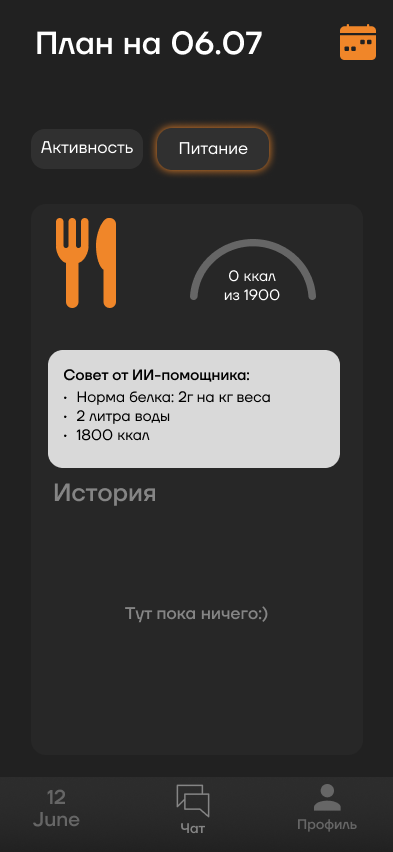 План на 06.07
Активность
Питание
0 ккал
из 1900
Совет от ИИ-помощника:
· Норма белка: 2г на кг веса
· 2 литра воды
· 1800 ккал
История
Тут пока ничего:)
12
June
Чат
Профиль